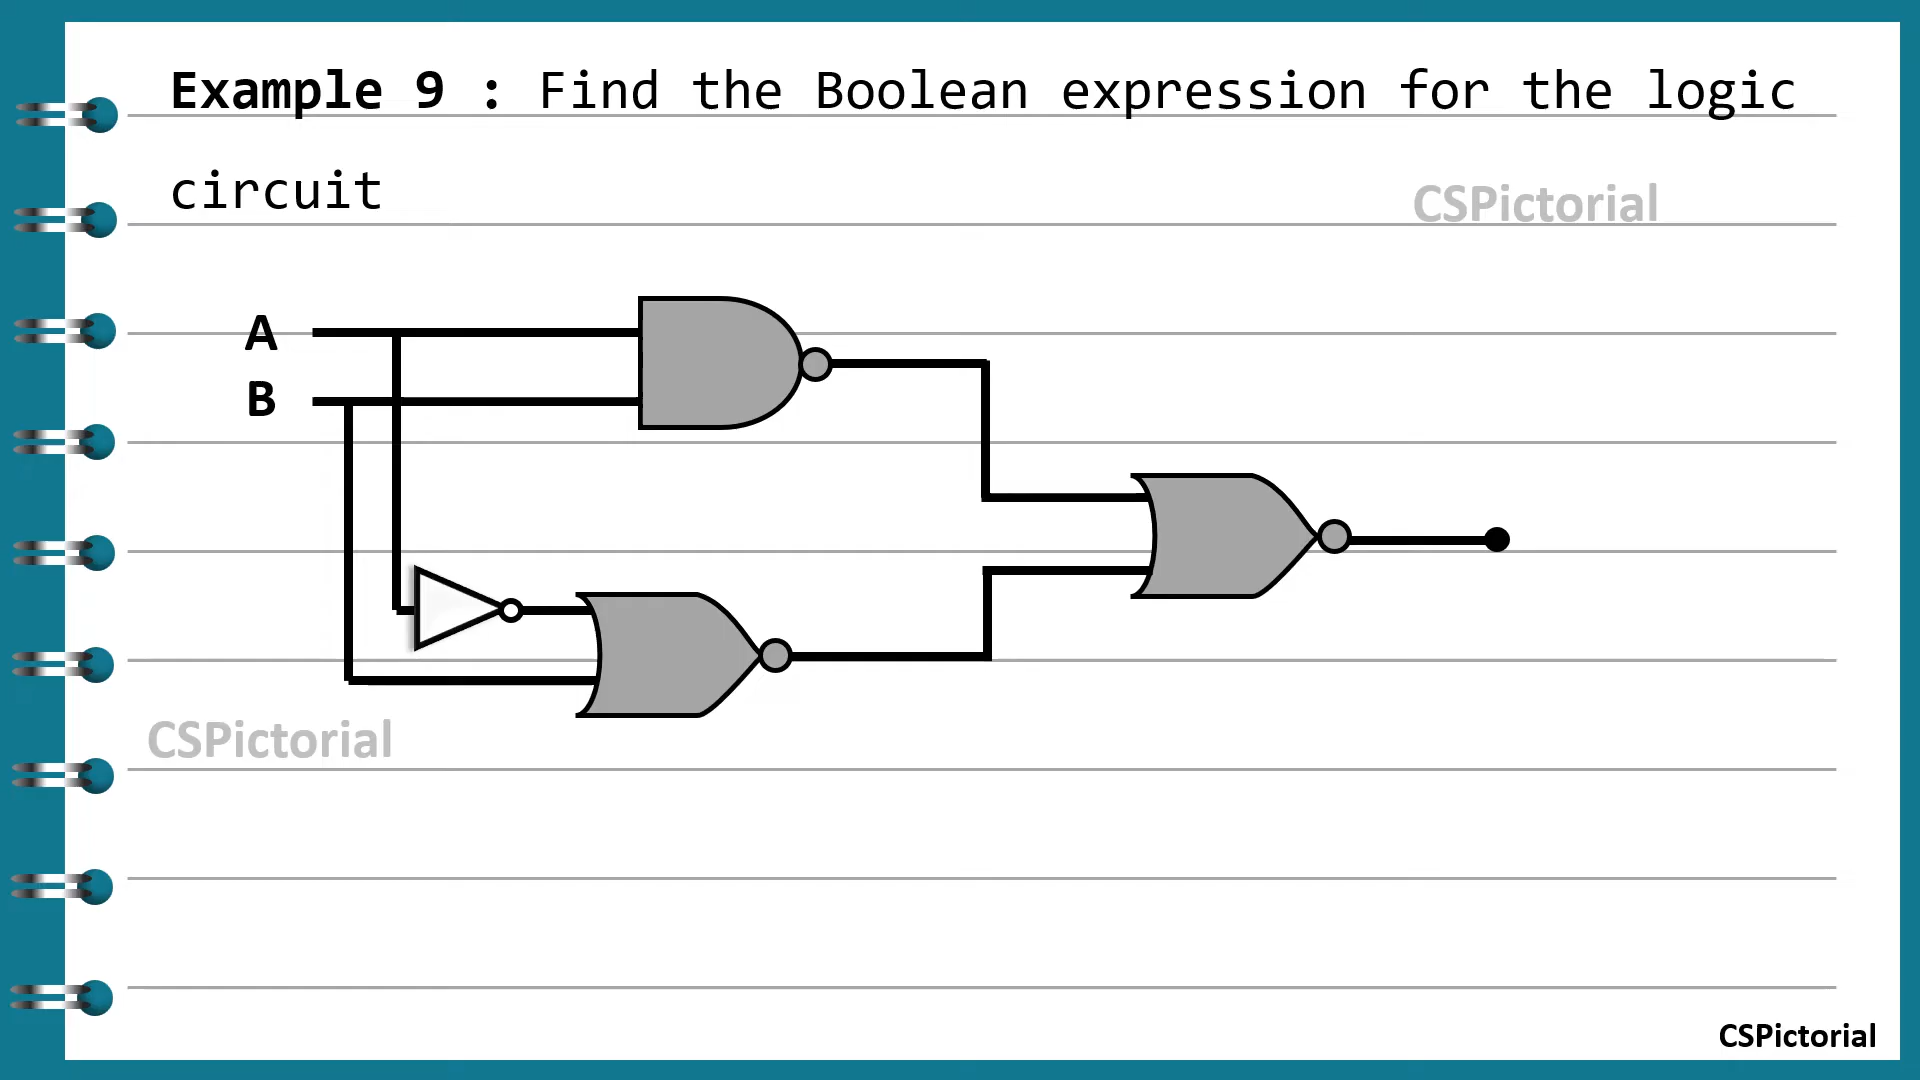 Example 9 : Find the Boolean expression for the logic
circuit
CSPictorial
A
B
CSPictorial
CSPictorial